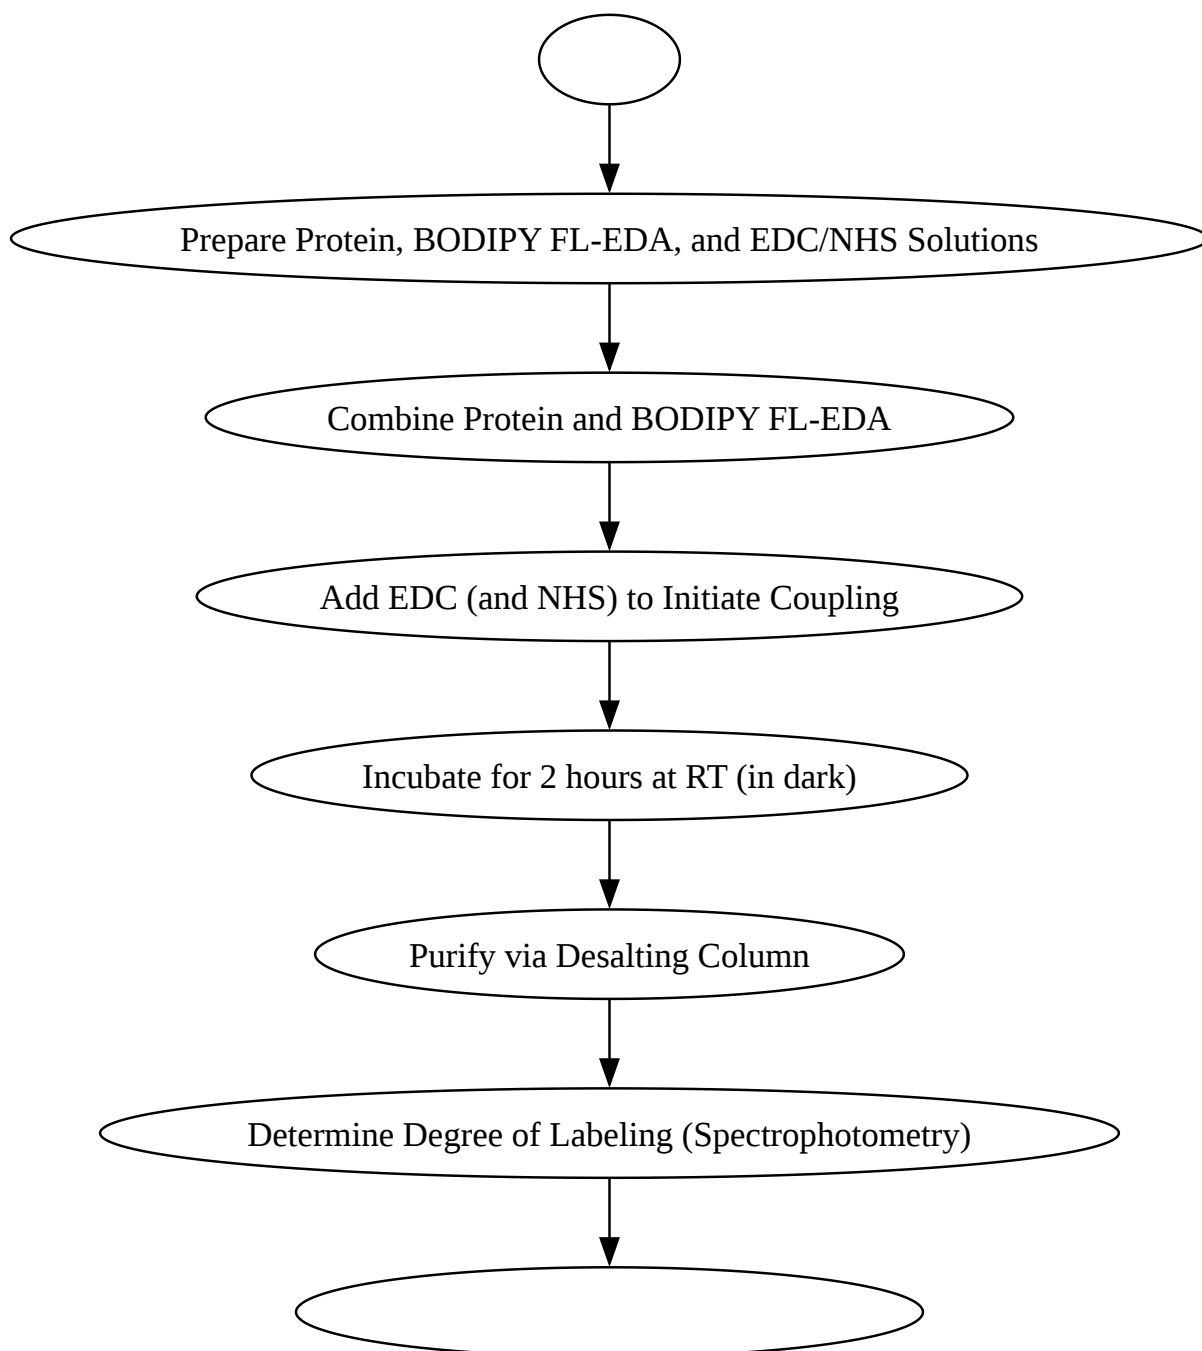 Prepare Protein, BODIPY FL-EDA, and EDC/NHS Solutions
Combine Protein and BODIPY FL-EDA
Add EDC (and NHS) to Initiate Coupling
Incubate for 2 hours at RT (in dark)
Purify via Desalting Column
Determine Degree of Labeling (Spectrophotometry)